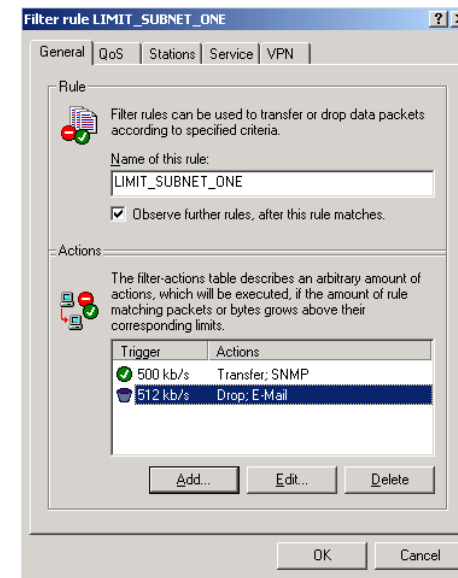 Filter rule LIMIT_SUBNET_ONE
General QoS Stations Service VPN
Rule
Filter rules can be used to transfer or drop data packets
according to specified criteria.
Name of this rule:
LIMIT_SUBNET_ONE
Observe further rules, after this rule matches.
Actions
The filter-actions table describes an arbitrary amount of
actions, which will be executed, if the amount of rule
matching packets or bytes grows above their
corresponding limits.
Trigger Actions
500 kb/s Transfer; SNMP
512 kb/s Drop; E-Mail
Add... Edit... Delete
OK Cancel